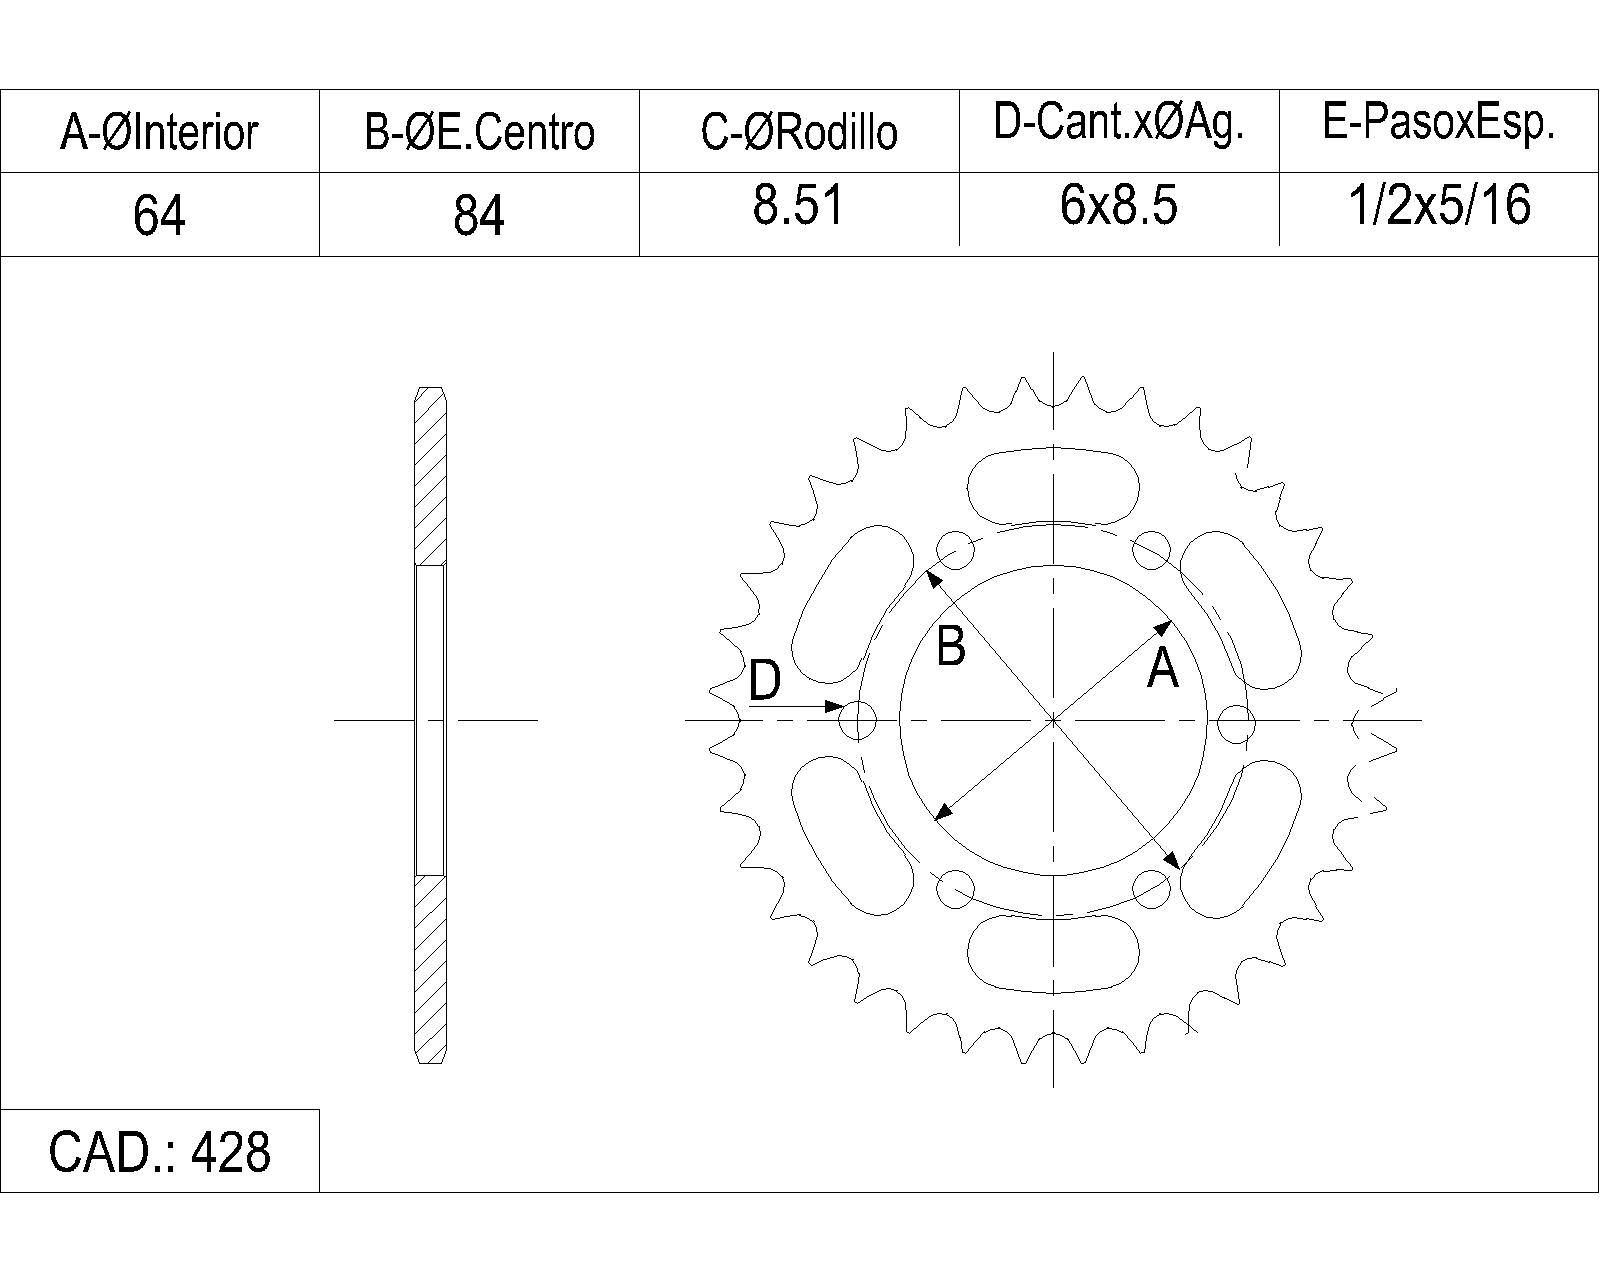 A-ØInterior B-ØE.Centro C-ØRodillo D-Cant.xØAg. E-PasoxEsp.
64 84 8.51 6x8.5 1/2x5/16
B
A
D
CAD.: 428